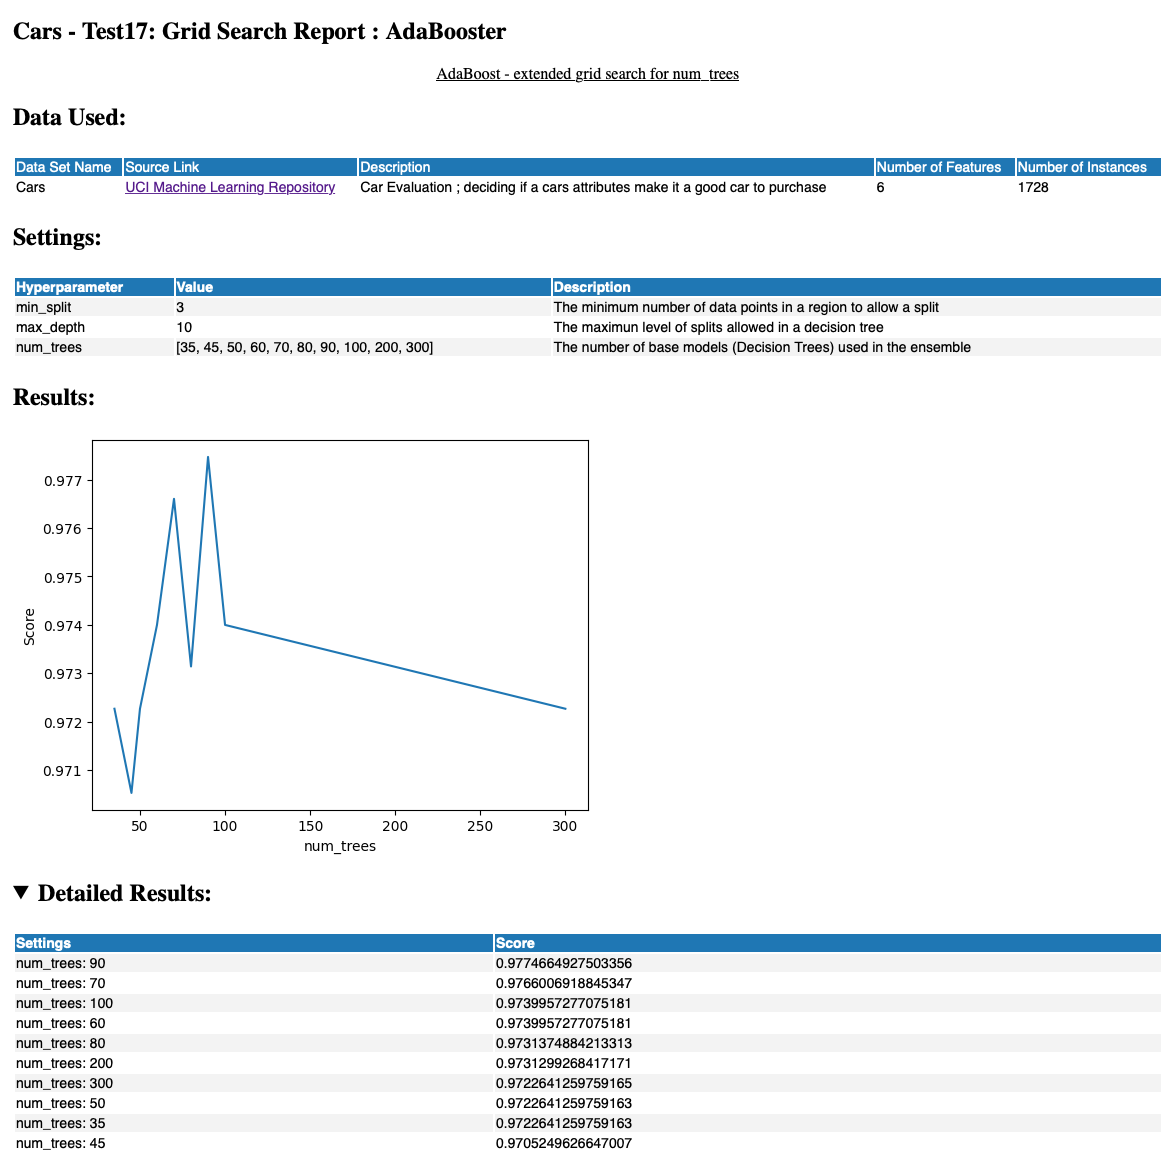 Cars - Test17: Grid Search Report : AdaBooster
AdaBoost - extended grid search for num_trees
Data Used:
Data Set Name Source Link Description Number of Features Number of Instances
Cars UCI Machine Learning Repository Car Evaluation ; deciding if a cars attributes make it a good car to purchase 6 1728
Settings:
Hyperparameter Value Description
min_split 3 The minimum number of data points in a region to allow a split
max_depth 10 The maximun level of splits allowed in a decision tree
num_trees [35, 45, 50, 60, 70, 80, 90, 100, 200, 300] The number of base models (Decision Trees) used in the ensemble
Results:
0.977
0.976
0.975
0.974
0.973
0.972
0.971
Score
50 100 150 200 250 300
num_trees
▼ Detailed Results:
Settings Score
num_trees: 90 0.9774664927503356
num_trees: 70 0.9766006918845347
num_trees: 100 0.9739957277075181
num_trees: 60 0.9739957277075181
num_trees: 80 0.9731374884213313
num_trees: 200 0.9731299268417171
num_trees: 300 0.9722641259759165
num_trees: 50 0.9722641259759163
num_trees: 35 0.9722641259759163
num_trees: 45 0.9705249626647007